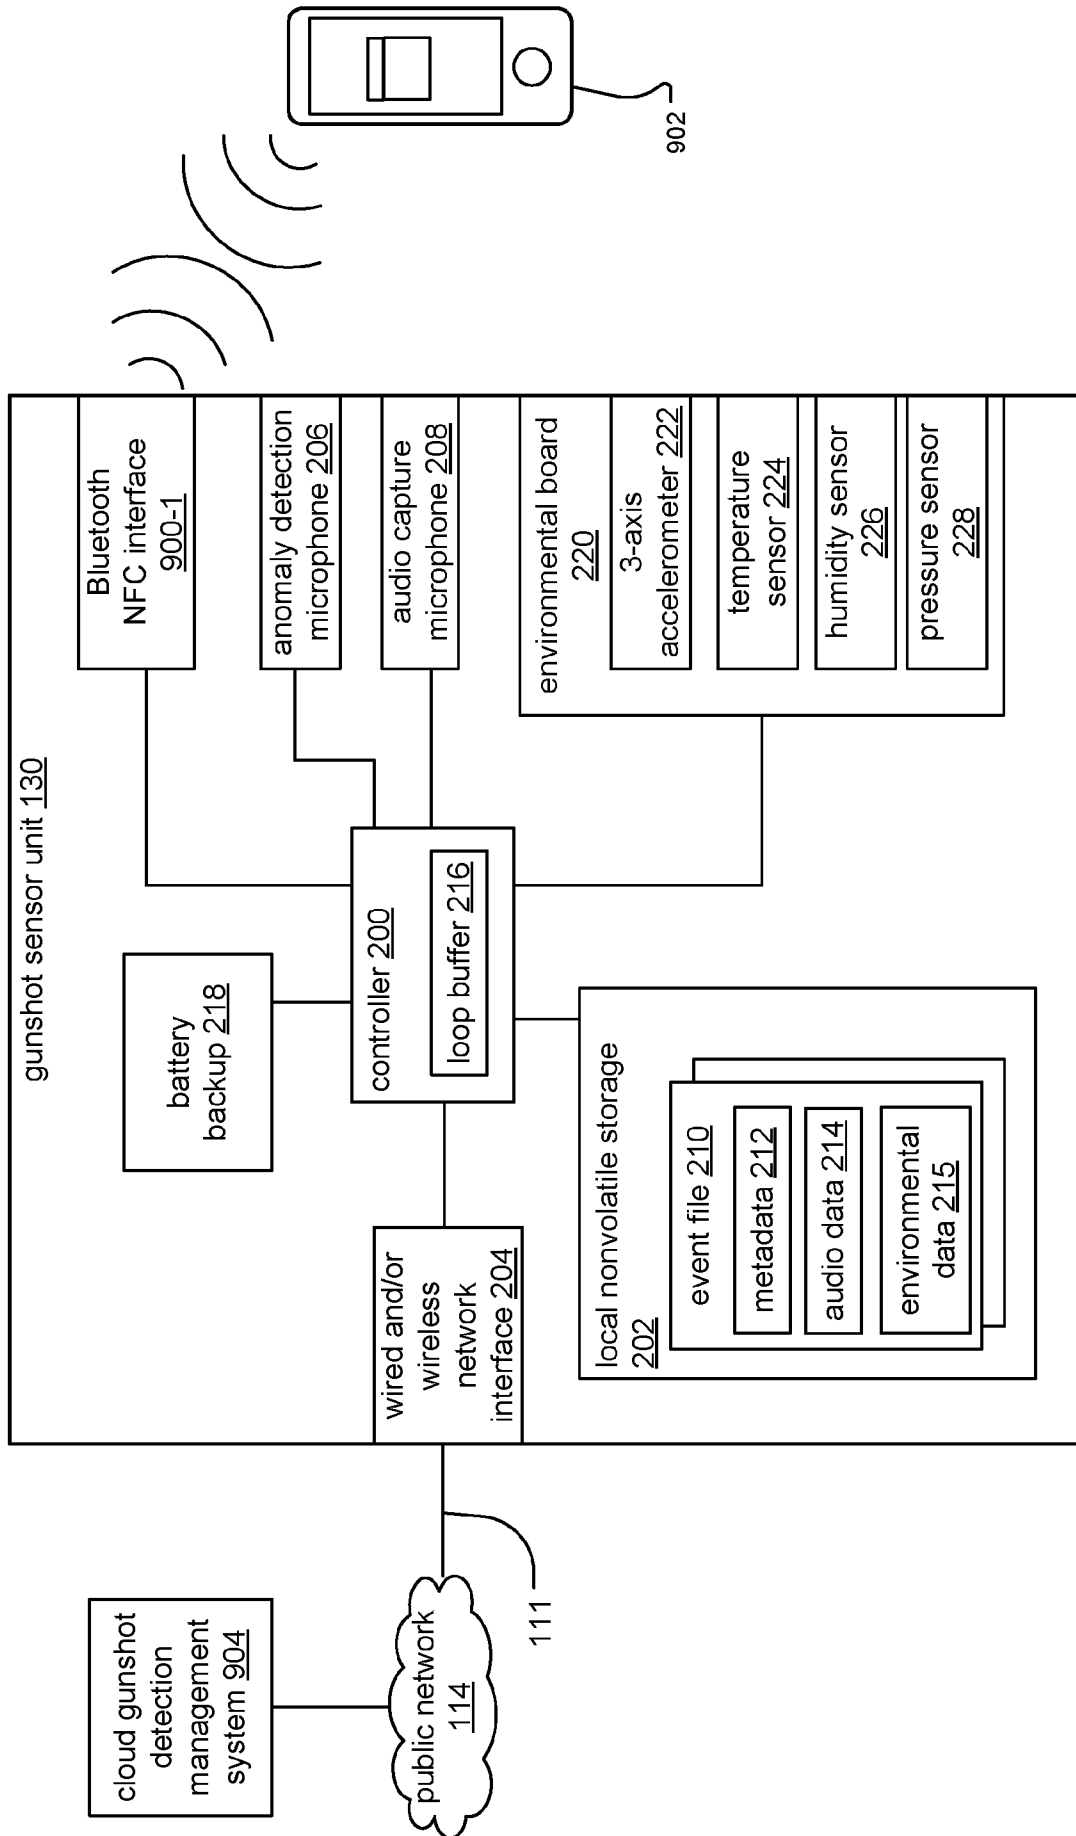 gunshot sensor unit 130
cloud gunshot
detection
management
system 904
public network
114
111
wired and/or
wireless
network
interface 204
battery
backup 218
controller 200
loop buffer 216
local nonvolatile storage
202
event file 210
metadata 212
audio data 214
environmental
data 215
Bluetooth
NFC interface
900-1
anomaly detection
microphone 206
audio capture
microphone 208
environmental board
220
3-axis
accelerometer 222
temperature
sensor 224
humidity sensor
226
pressure sensor
228
902